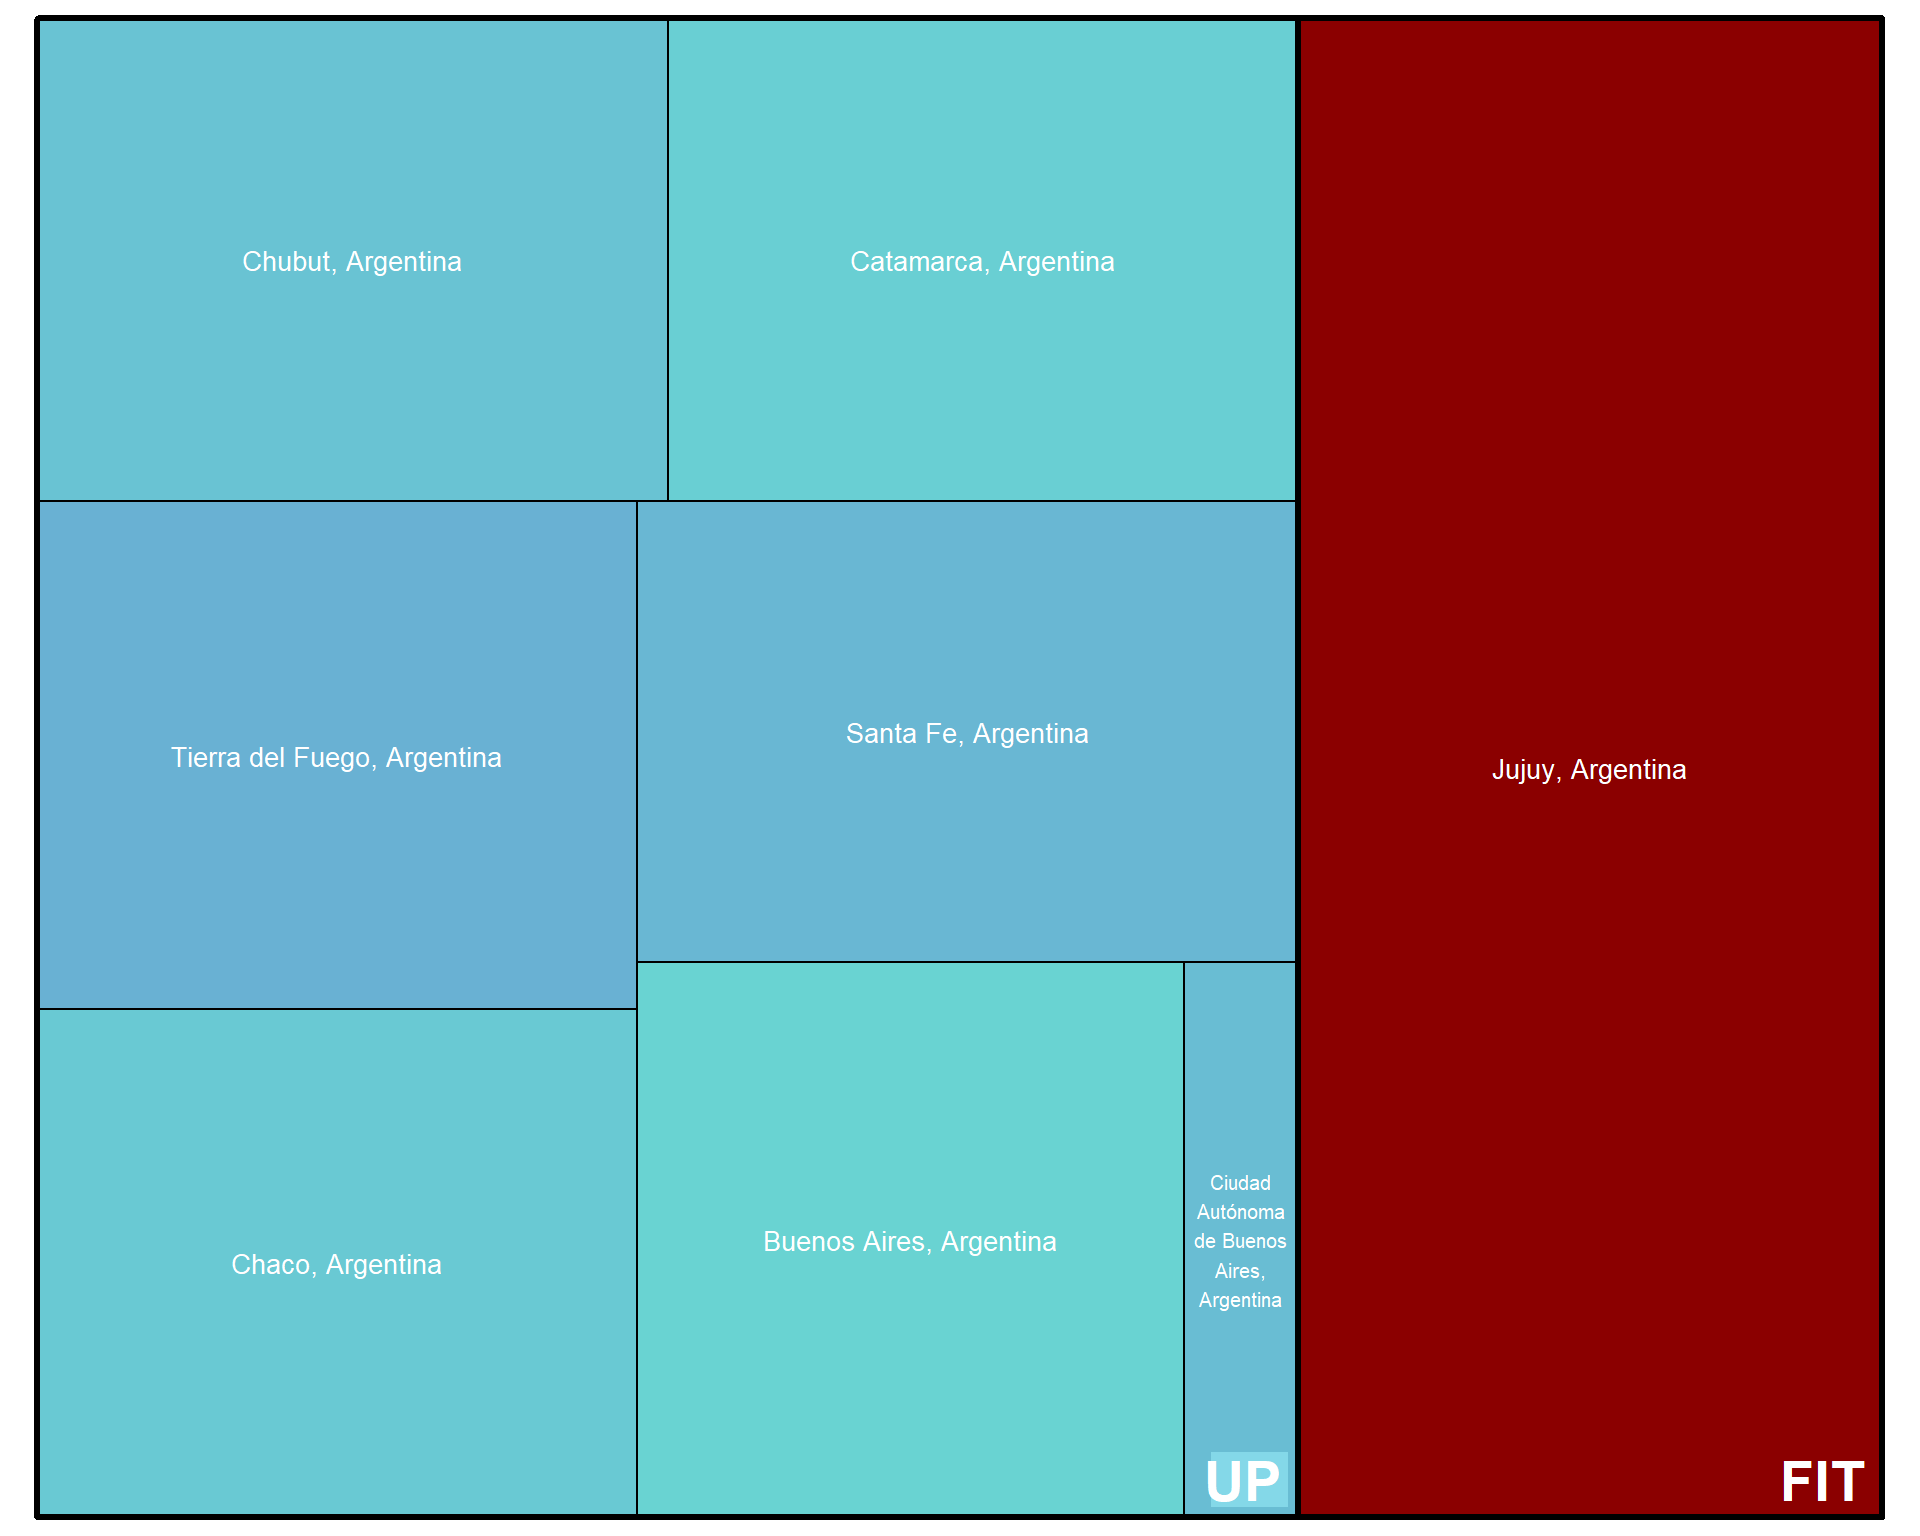 Chubut, Argentina
Catamarca, Argentina
Tierra del Fuego, Argentina
Santa Fe, Argentina
Jujuy, Argentina
Chaco, Argentina
Buenos Aires, Argentina
Ciudad
Autónoma
de Buenos
Aires,
Argentina
UP
FIT